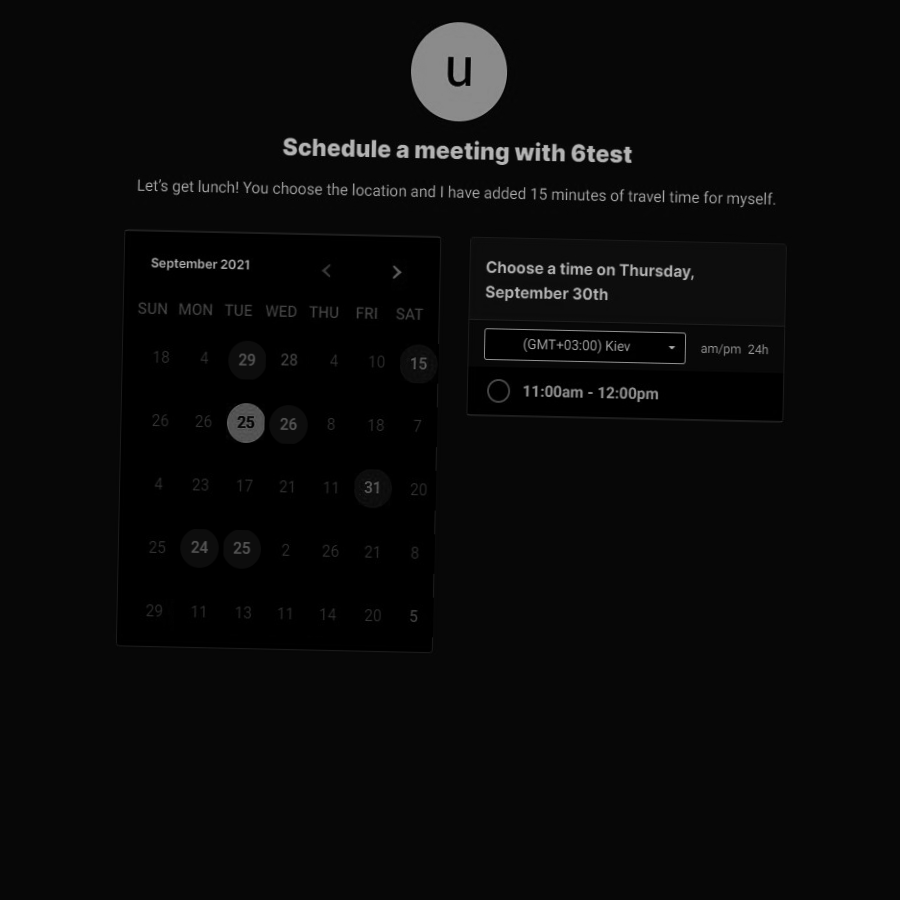 u
Schedule a meeting with 6test
Let's get lunch! You choose the location and I have added 15 minutes of travel time for myself.
September 2021
SUN MON TUE WED THU FRI SAT
18 4 29 28 4 10 15
26 26 25 26 8 18 7
4 23 17 21 11 31 20
25 24 25 2 26 21 8
29 11 13 11 14 20 5
Choose a time on Thursday,
September 30th
(GMT+03:00) Kiev am/pm 24h
11:00am - 12:00pm